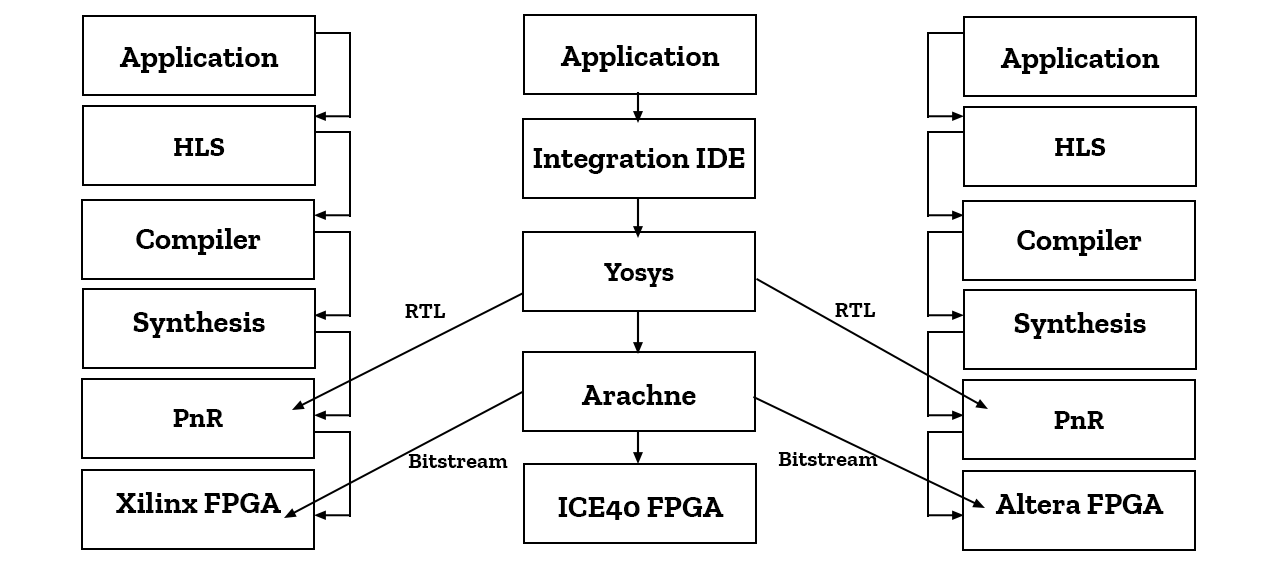 Application
HLS
Compiler
Synthesis
PnR
Xilinx FPGA
Application
Integration IDE
Yosys
Arachne
ICE40 FPGA
RTL
Bitstream
RTL
Bitstream
Application
HLS
Compiler
Synthesis
PnR
Altera FPGA